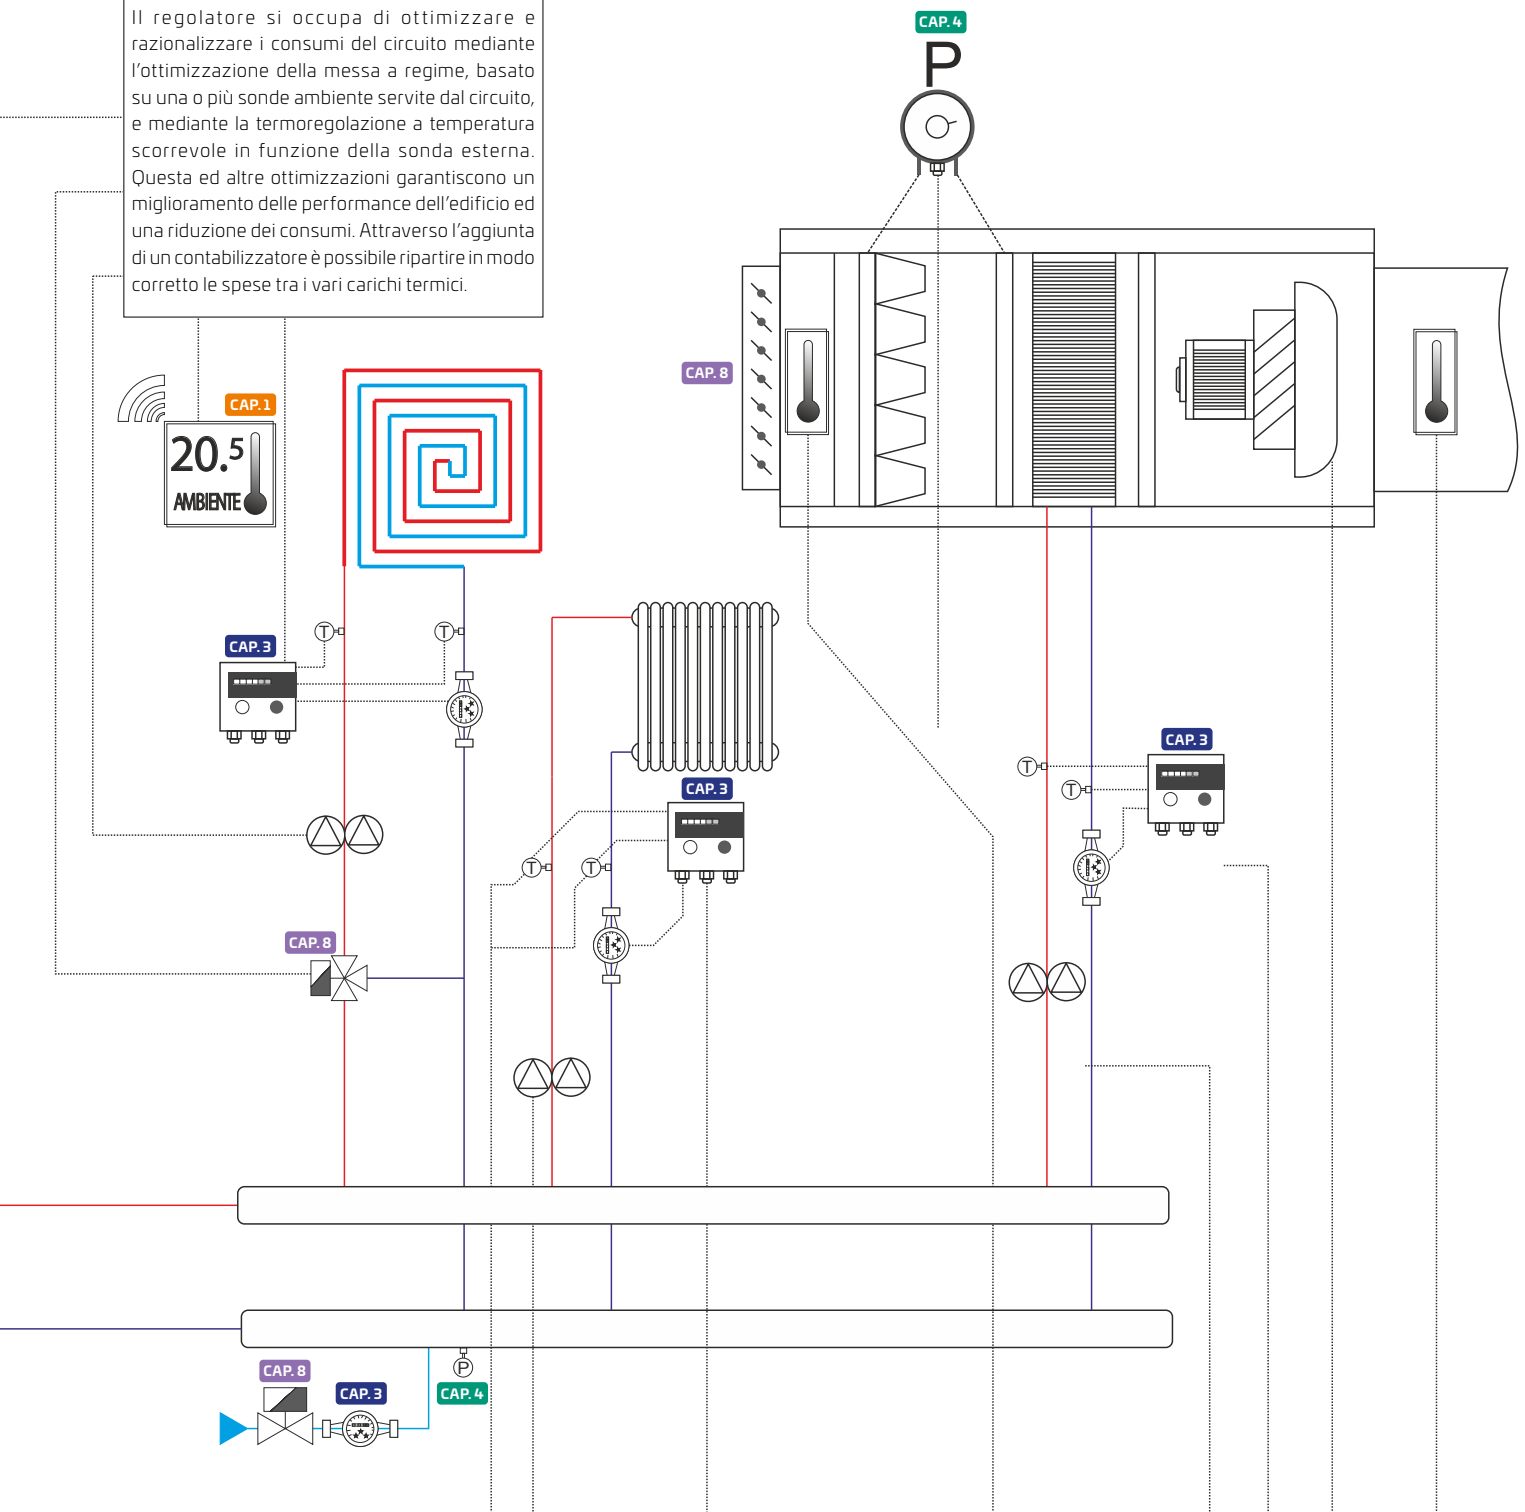 Il regolatore si occupa di ottimizzare e
razionalizzare i consumi del circuito mediante
l'ottimizzazione della messa a regime, basato
su una o più sonde ambiente servite dal circuito,
e mediante la termoregolazione a temperatura
scorrevole in funzione della sonda esterna.
Questa ed altre ottimizzazioni garantiscono un
miglioramento delle performance dell'edificio ed
una riduzione dei consumi. Attraverso l'aggiunta
di un contabilizzatore è possibile ripartire in modo
corretto le spese tra i vari carichi termici.
CAP. 4
P
CAP. 8
CAP. 1
20.5
AMBIENTE
T
T
CAP. 3
CAP. 3
T
T
CAP. 3
T
T
CAP. 8
CAP. 8
CAP. 3
P
CAP. 4